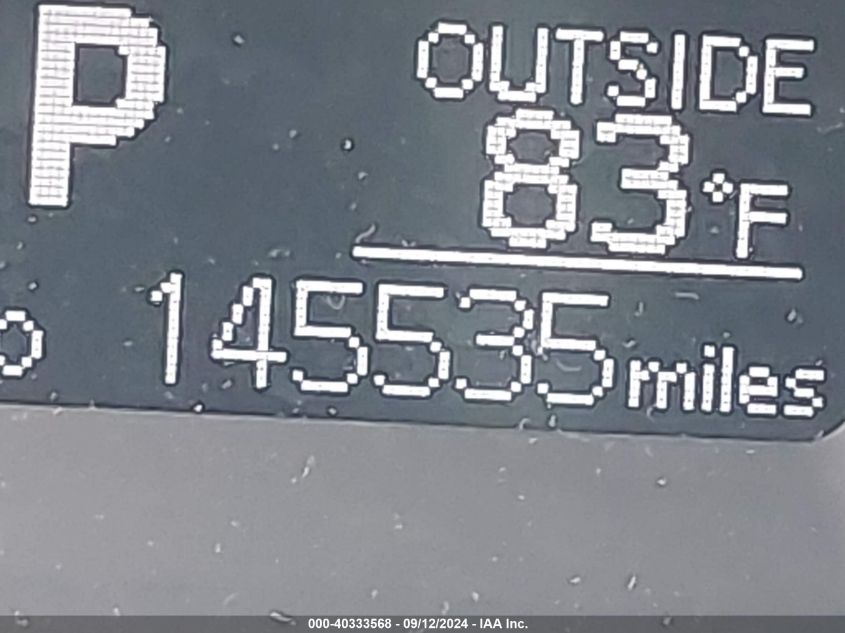 P
OUTSIDE
83°F
o 145535 miles
000-40333568 - 09/12/2024 - IAA Inc.